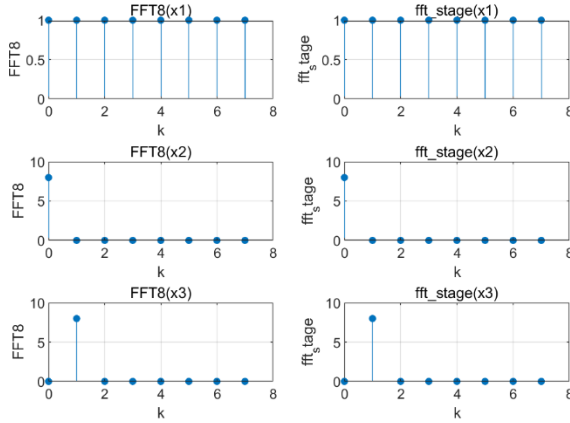 FFT8(x1)
FFT8
1
0.5
0
0 2 4 6 8
k
fft_stage(x1)
fft_stage
1
0.5
0
0 2 4 6 8
k
FFT8(x2)
FFT8
10
5
0
0 2 4 6 8
k
fft_stage(x2)
fft_stage
10
5
0
0 2 4 6 8
k
FFT8(x3)
FFT8
10
5
0
0 2 4 6 8
k
fft_stage(x3)
fft_stage
10
5
0
0 2 4 6 8
k